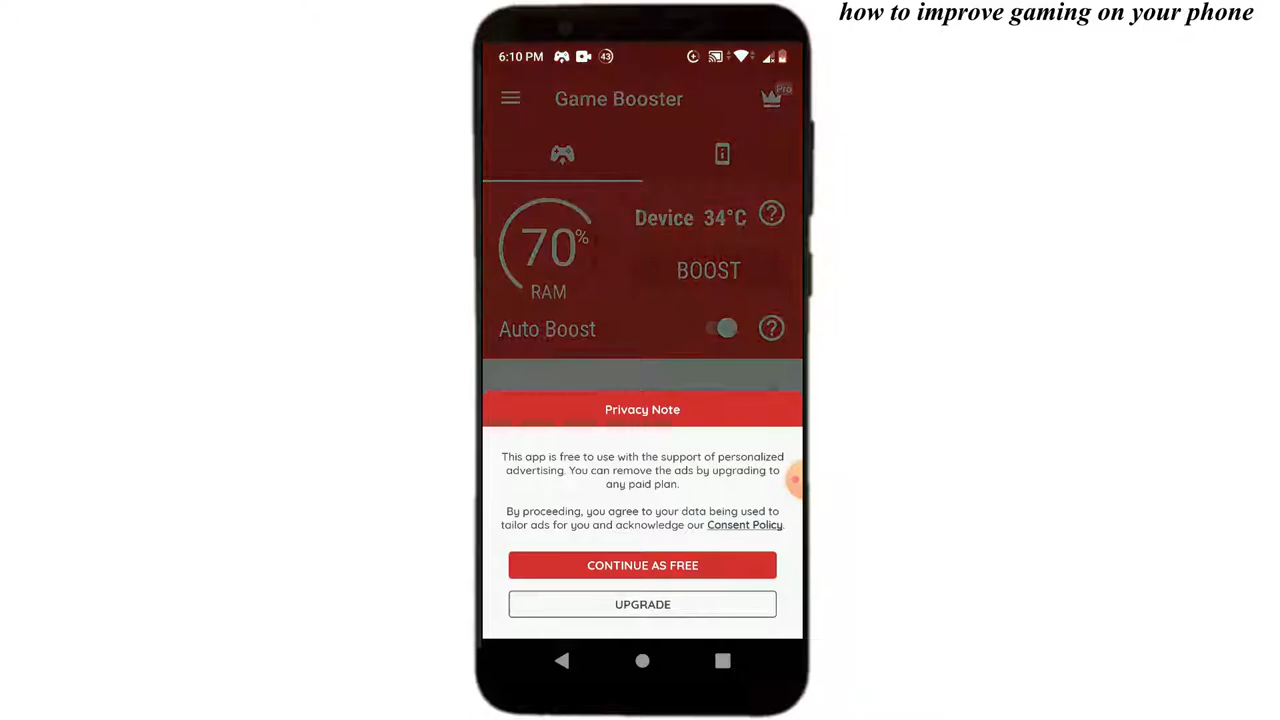 how to improve gaming on your phone
6:10 PM 43
Game Booster Pro
Device 34°C ?
70%
BOOST
RAM
Auto Boost ?
Privacy Note
This app is free to use with the support of personalized
advertising. You can remove the ads by upgrading to
any paid plan.
By proceeding, you agree to your data being used to
tailor ads for you and acknowledge our Consent Policy.
CONTINUE AS FREE
UPGRADE